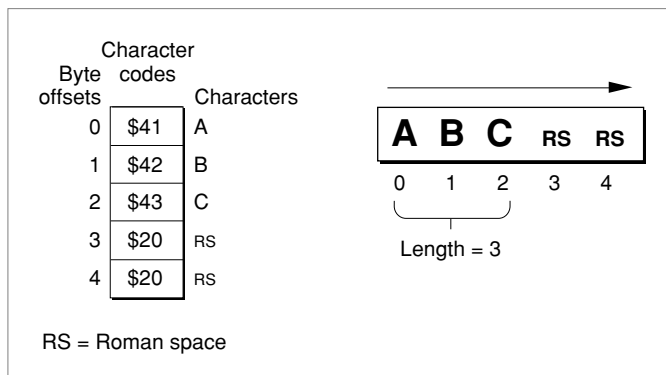 Character
Byte codes
offsets Characters
0 $41 A
1 $42 B
2 $43 C
3 $20 RS
4 $20 RS
RS = Roman space
A B C RS RS
0 1 2 3 4
Length = 3